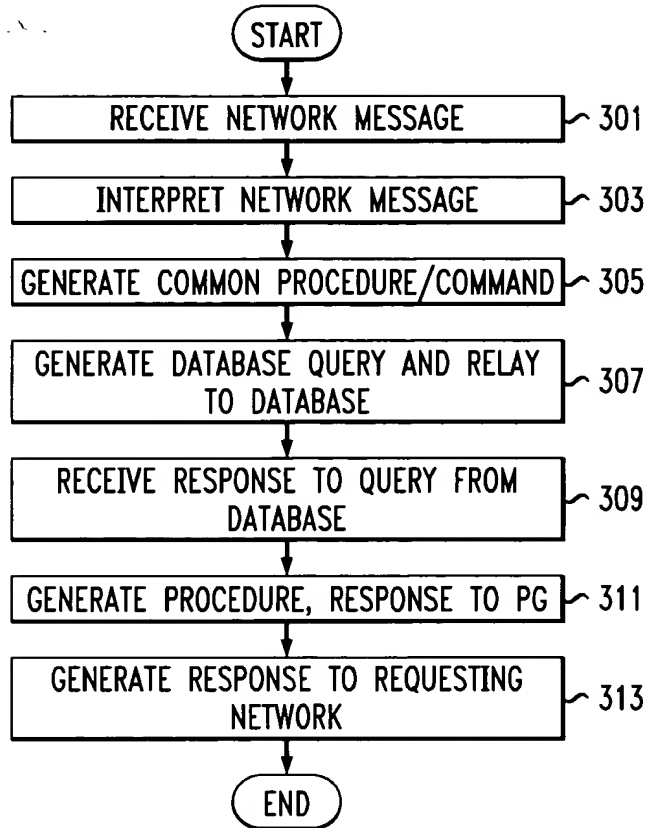 START
RECEIVE NETWORK MESSAGE
301
INTERPRET NETWORK MESSAGE
303
GENERATE COMMON PROCEDURE/COMMAND
305
GENERATE DATABASE QUERY AND RELAY
TO DATABASE
307
RECEIVE RESPONSE TO QUERY FROM
DATABASE
309
GENERATE PROCEDURE, RESPONSE TO PG
311
GENERATE RESPONSE TO REQUESTING
NETWORK
313
END